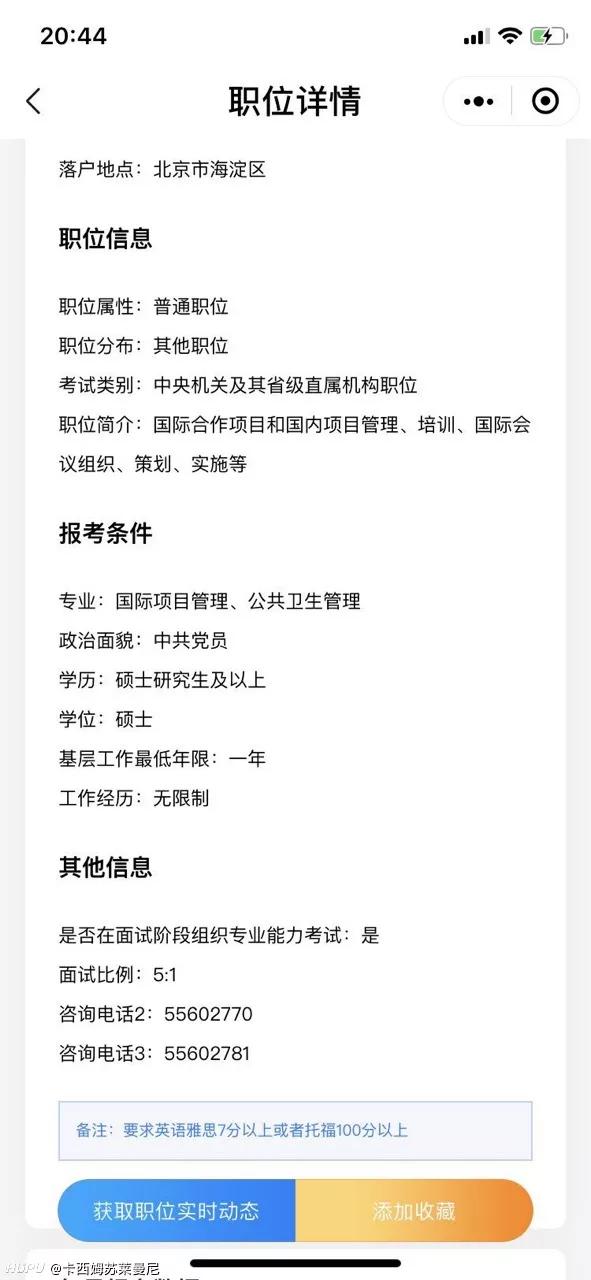 20:44
职位详情
落户地点：北京市海淀区
职位信息
职位属性：普通职位
职位分布：其他职位
考试类别：中央机关及其省级直属机构职位
职位简介：国际合作项目和国内项目管理、培训、国际会
议组织、策划、实施等
报考条件
专业：国际项目管理、公共卫生管理
政治面貌：中共党员
学历：硕士研究生及以上
学位：硕士
基层工作最低年限：一年
工作经历：无限制
其他信息
是否在面试阶段组织专业能力考试：是
面试比例：5:1
咨询电话2：55602770
咨询电话3：55602781
备注：要求英语雅思7分以上或者托福100分以上
获取职位实时动态
添加收藏
HUPU @卡西姆苏莱曼尼